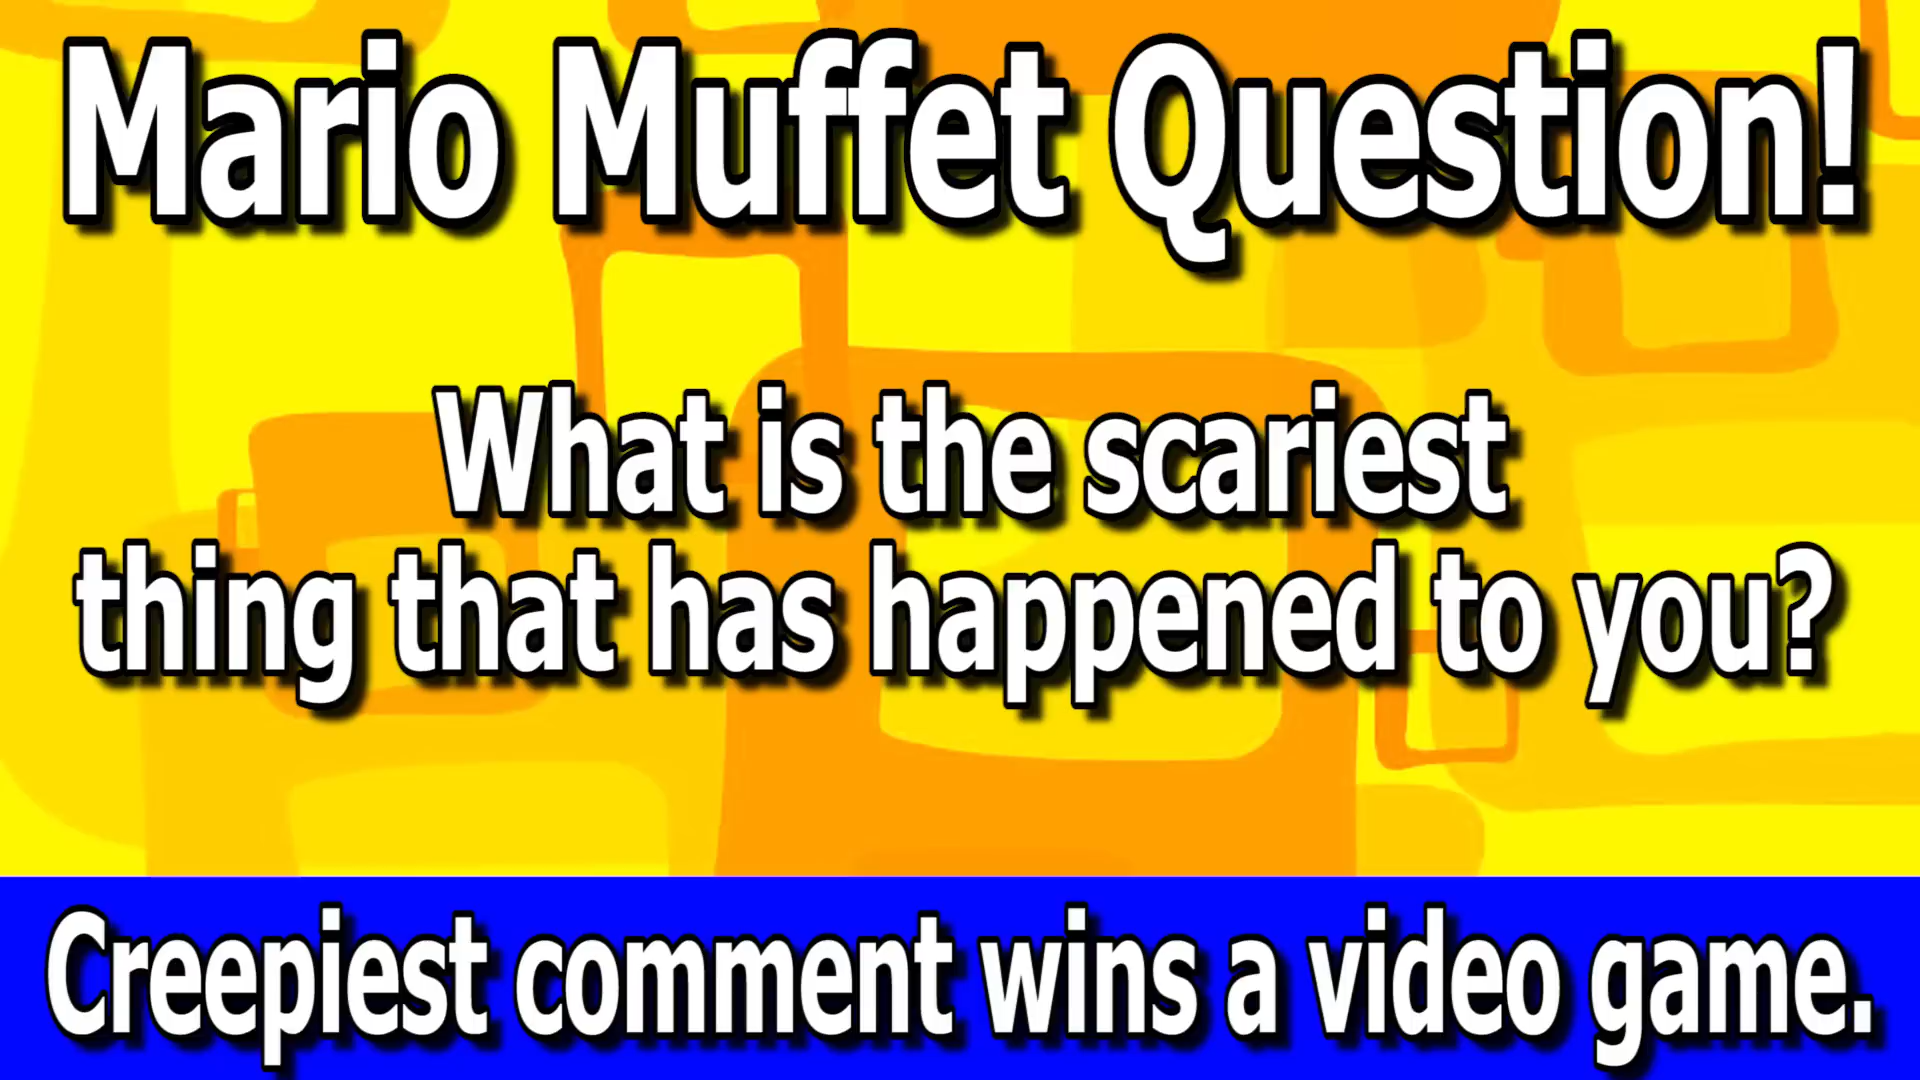 Mario Muffet Question!
What is the scariest
thing that has happened to you?
Creepiest comment wins a video game.